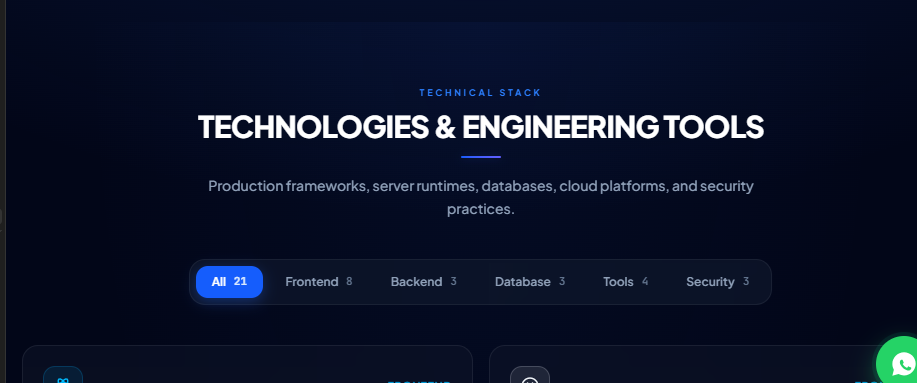 TECHNICAL STACK
TECHNOLOGIES & ENGINEERING TOOLS
Production frameworks, server runtimes, databases, cloud platforms, and security
practices.
All 21 Frontend 8 Backend 3 Database 3 Tools 4 Security 3